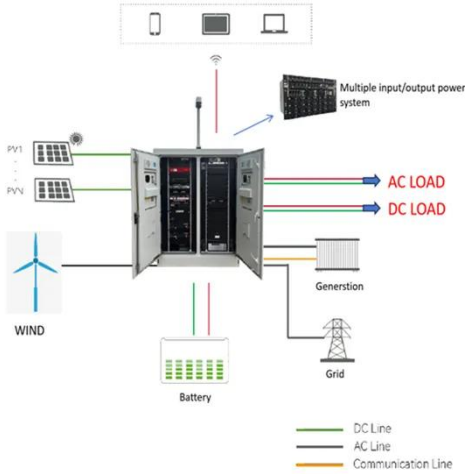 Multiple input/output power
system
PV1
PVN
AC LOAD
DC LOAD
WIND
Generstion
Grid
Battery
DC Line
AC Line
Communication Line